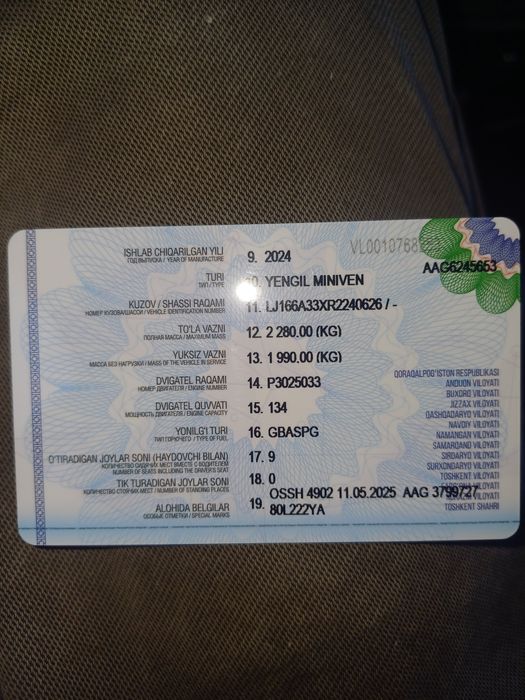 VL0010768
AAG6245653
ISHLAB CHIQARILGAN YILI 9. 2024
ГОД ВЫПУСКА / YEAR OF MANUFACTURE
TURI YENGIL MINIVEN
ТИП / TYPE
KUZOV / SHASSI RAQAMI 11. LJ166A33XR2240626 / -
НОМЕР КУЗОВА/ШАССИ / VEHICLE IDENTIFICATION NUMBER
TO'LA VAZNI 12. 2 280.00 (KG)
ПОЛНАЯ МАССА / MAXIMUM MASS
YUKSIZ VAZNI 13. 1 990.00 (KG)
МАССА БЕЗ НАГРУЗКИ / MASS OF THE VEHICLE IN SERVICE
DVIGATEL RAQAMI 14. P3025033
НОМЕР ДВИГАТЕЛЯ / ENGINE NUMBER
DVIGATEL QUVVATI 15. 134
МОЩНОСТЬ ДВИГАТЕЛЯ / ENGINE CAPACITY
YONILG'I TURI 16. GBASPG
ТИП ГОРЮЧЕГО / TYPE OF FUEL
O'TIRADIGAN JOYLAR SONI (HAYDOVCHI BILAN) 17. 9
КОЛИЧЕСТВО СИДЯЧИХ МЕСТ ВМЕСТЕ С ВОДИТЕЛЕМ
NUMBER OF SEATS INCLUDING THE DRIVER'S SEAT
TIK TURADIGAN JOYLAR SONI 18. 0
КОЛИЧЕСТВО СТОЯЧИХ МЕСТ / NUMBER OF STANDING PLACES
ALOHIDA BELGILAR 19. OSSH 4902 11.05.2025 AAG 3799727
80L222YA
ОСОБЫЕ ОТМЕТКИ / SPECIAL MARKS
QORAQALPOG'ISTON RESPUBLIKASI
ANDIJON VILOYATI
BUXORO VILOYATI
JIZZAX VILOYATI
QASHQADARYO VILOYATI
NAVOIY VILOYATI
NAMANGAN VILOYATI
SAMARQAND VILOYATI
SIRDARYO VILOYATI
SURXONDARYO VILOYATI
TOSHKENT VILOYATI
VILOYATI
VILOYATI
TOSHKENT SHAHRI